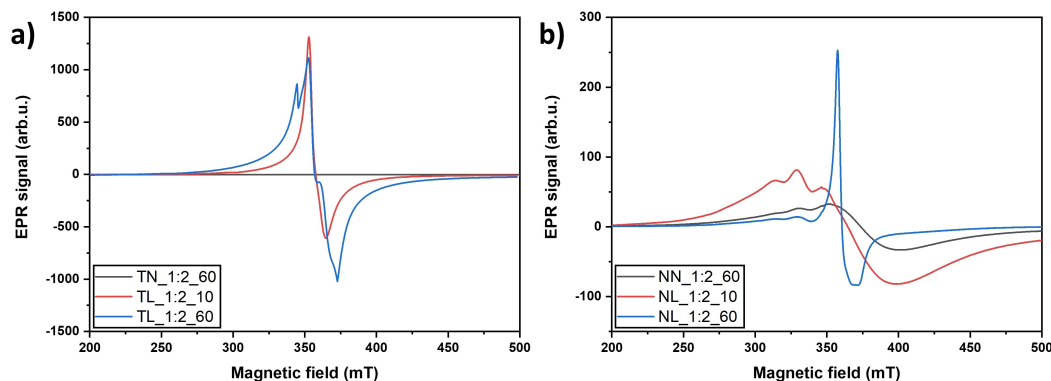 a)
EPR signal (arb.u.)
1500
1000
500
0
-500
-1000
-1500
TN_1:2_60
TL_1:2_10
TL_1:2_60
200 250 300 350 400 450 500
Magnetic field (mT)
b)
EPR signal (arb.u.)
300
200
100
0
-100
NN_1:2_60
NL_1:2_10
NL_1:2_60
200 250 300 350 400 450 500
Magnetic field (mT)